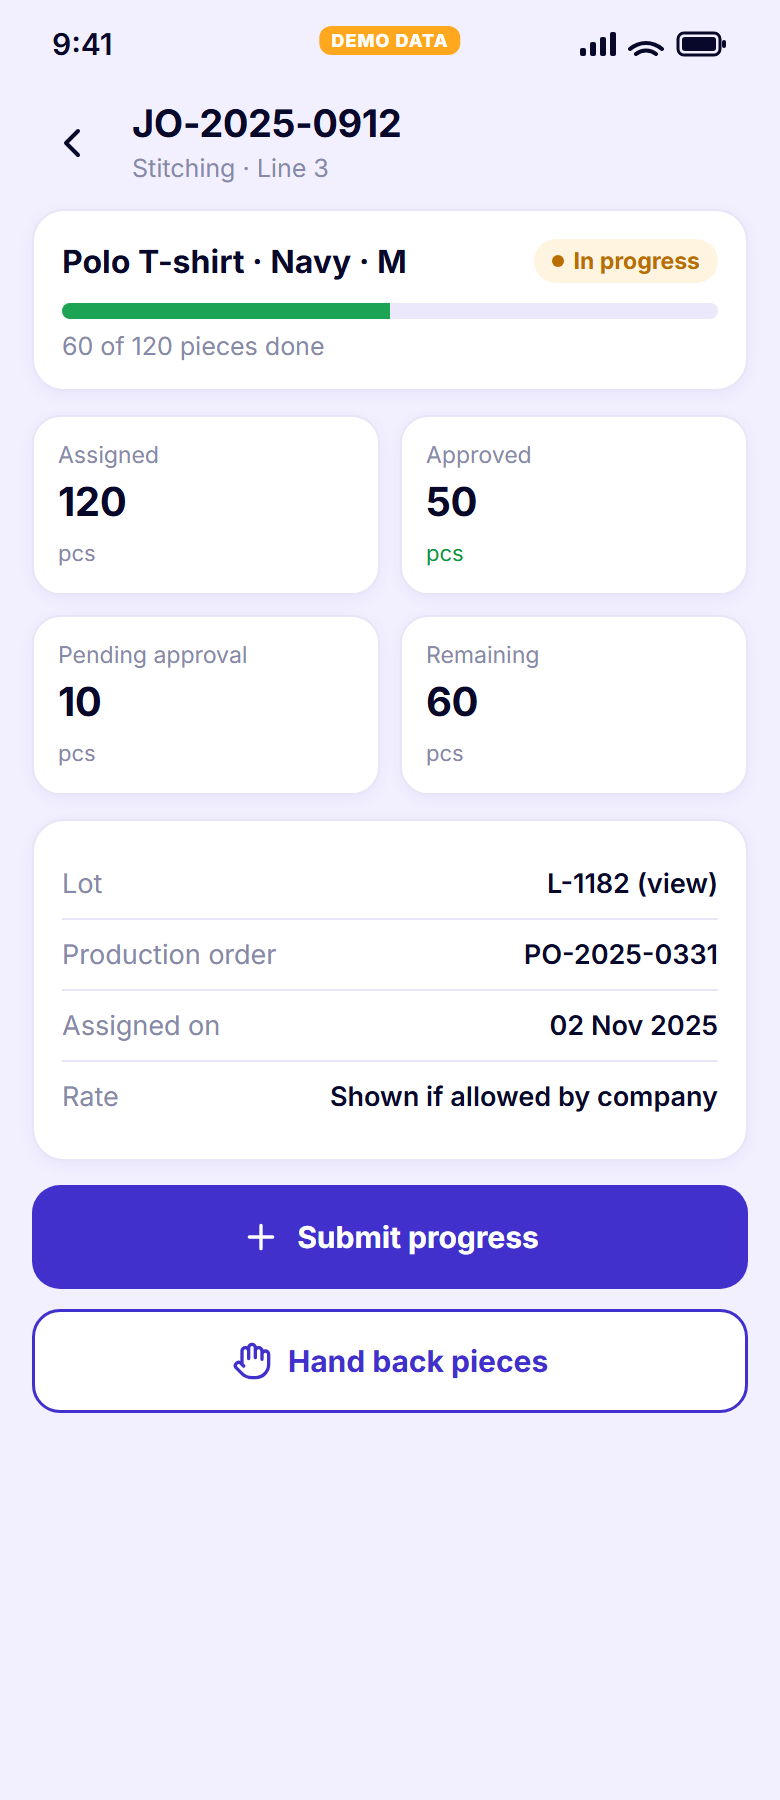 9:41
DEMO DATA
JO-2025-0912
Stitching · Line 3
Polo T-shirt · Navy · M
In progress
60 of 120 pieces done
Assigned
120
pcs
Approved
50
pcs
Pending approval
10
pcs
Remaining
60
pcs
Lot L-1182 (view)
Production order PO-2025-0331
Assigned on 02 Nov 2025
Rate Shown if allowed by company
Submit progress
Hand back pieces